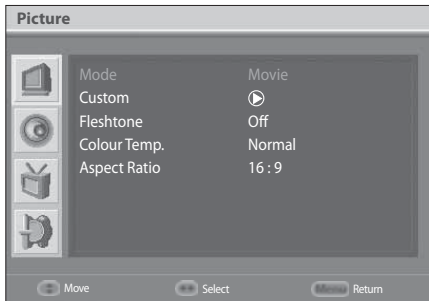 Picture
Mode Movie
Custom
Fleshtone Off
Colour Temp. Normal
Aspect Ratio 16 : 9
Move Select Menu Return